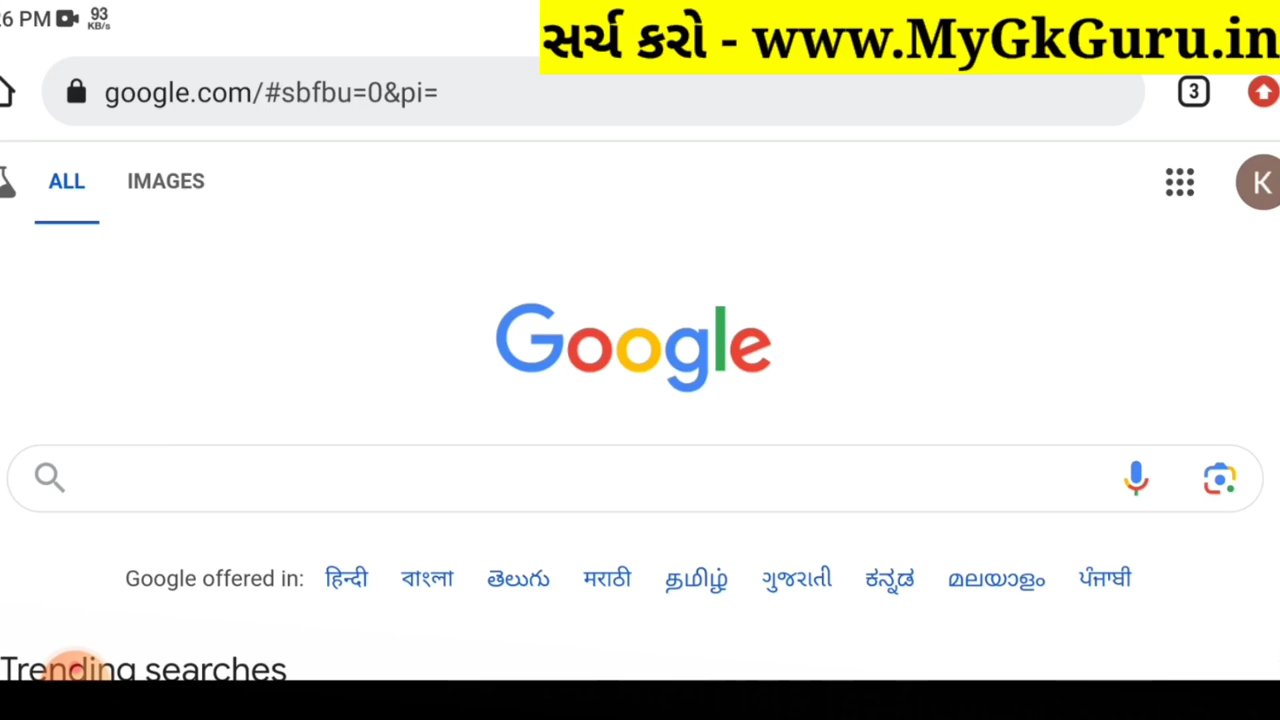 26 PM 93 KB/s
સર્ચ કરો - www.MyGkGuru.in
google.com/#sbfbu=0&pi=
3
ALL IMAGES
K
Google
Google offered in: हिन्दी বাংলা తెలుగు मराठी தமிழ் ગુજરાતી ಕನ್ನಡ മലയാളം ਪੰਜਾਬੀ
Trending searches